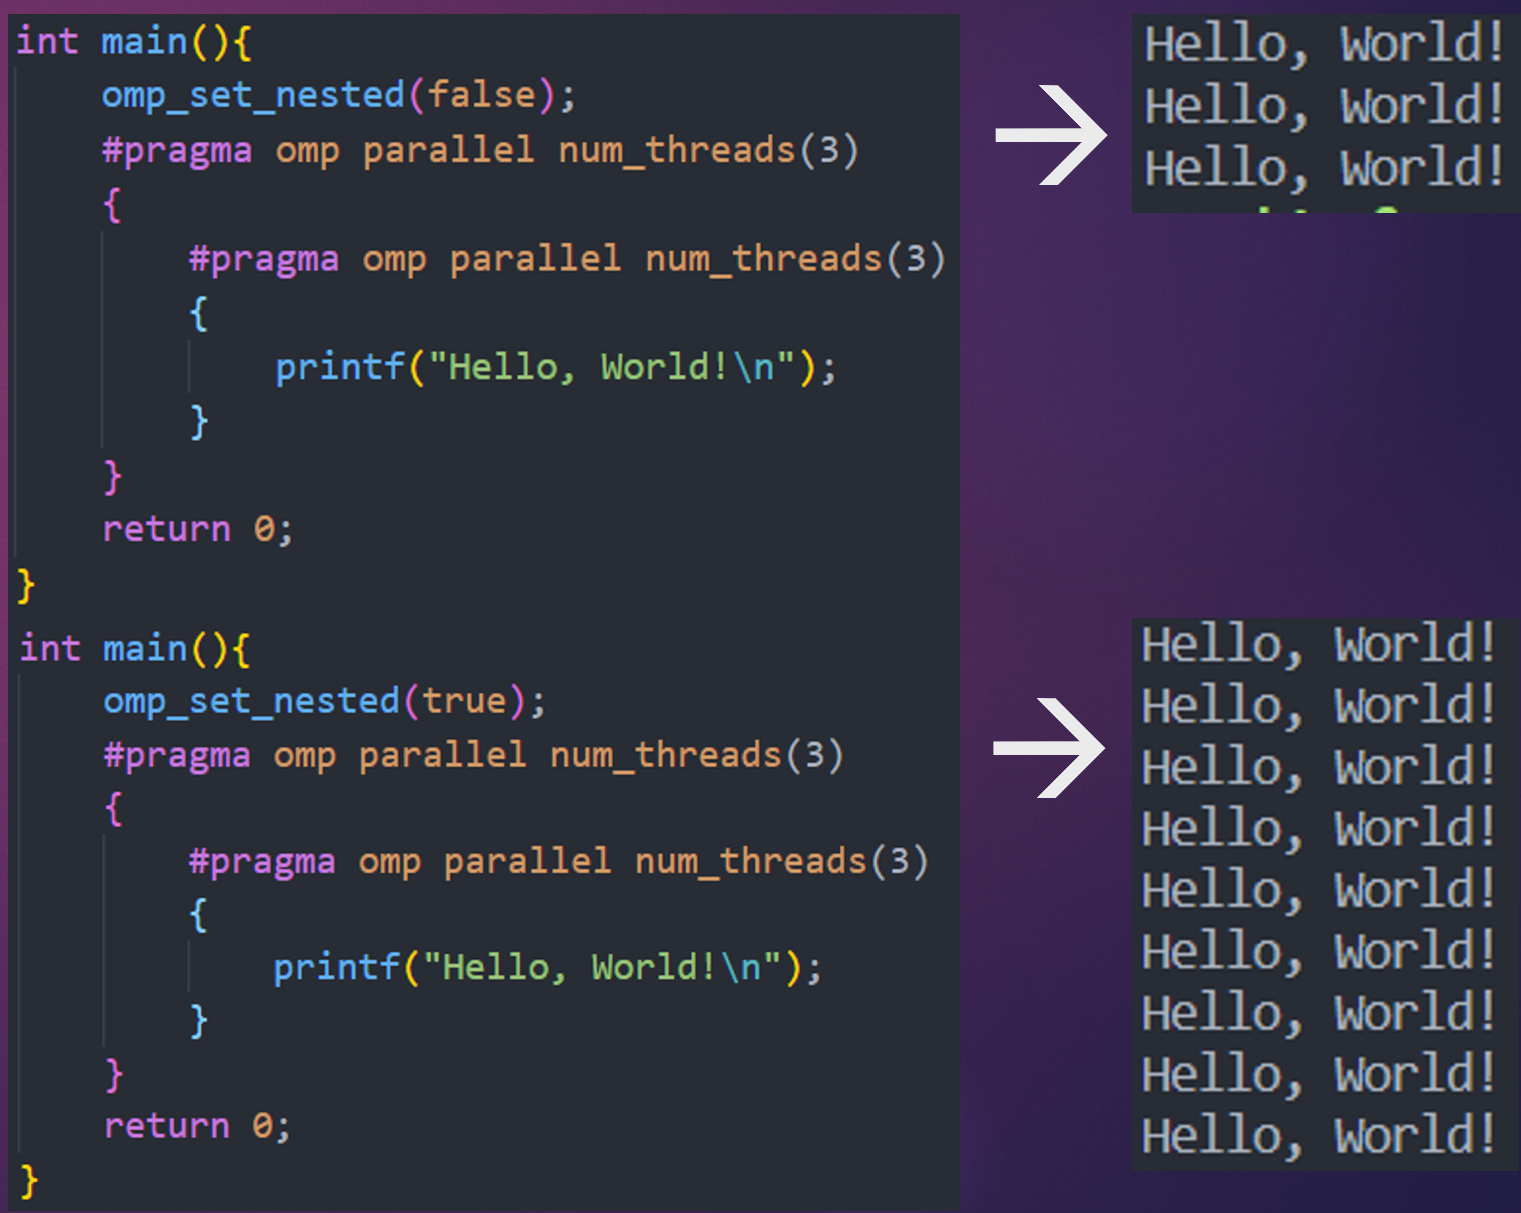 int main(){
omp_set_nested(false);
#pragma omp parallel num_threads(3)
{
#pragma omp parallel num_threads(3)
{
printf("Hello, World!\n");
}
}
return 0;
}
Hello, World!
Hello, World!
Hello, World!
int main(){
omp_set_nested(true);
#pragma omp parallel num_threads(3)
{
#pragma omp parallel num_threads(3)
{
printf("Hello, World!\n");
}
}
return 0;
}
Hello, World!
Hello, World!
Hello, World!
Hello, World!
Hello, World!
Hello, World!
Hello, World!
Hello, World!
Hello, World!